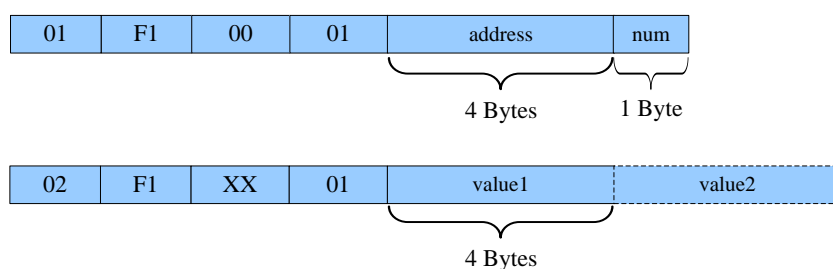 01 F1 00 01 address num
4 Bytes 1 Byte
02 F1 XX 01 value1 value2
4 Bytes